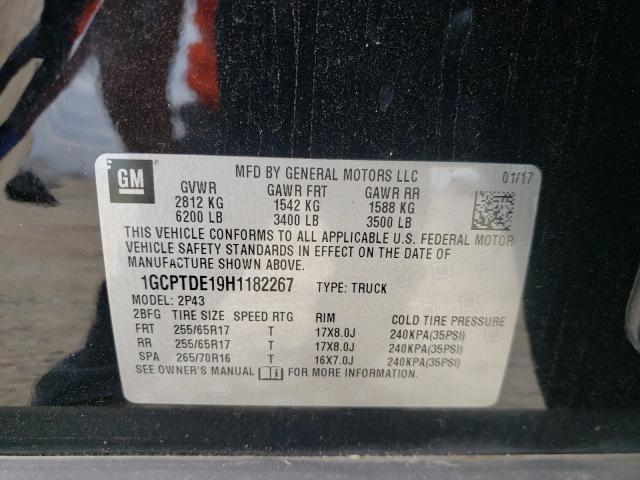 GM
MFD BY GENERAL MOTORS LLC
01/17
GVWR GAWR FRT GAWR RR
2812 KG 1542 KG 1588 KG
6200 LB 3400 LB 3500 LB
THIS VEHICLE CONFORMS TO ALL APPLICABLE U.S. FEDERAL MOTOR
VEHICLE SAFETY STANDARDS IN EFFECT ON THE DATE OF
MANUFACTURE SHOWN ABOVE.
1GCPTDE19H1182267 TYPE: TRUCK
MODEL: 2P43
2BFG TIRE SIZE SPEED RTG RIM COLD TIRE PRESSURE
FRT 255/65R17 T 17X8.0J 240KPA(35PSI)
RR 255/65R17 T 17X8.0J 240KPA(35PSI)
SPA 265/70R16 T 16X7.0J 240KPA(35PSI)
SEE OWNER'S MANUAL FOR MORE INFORMATION.